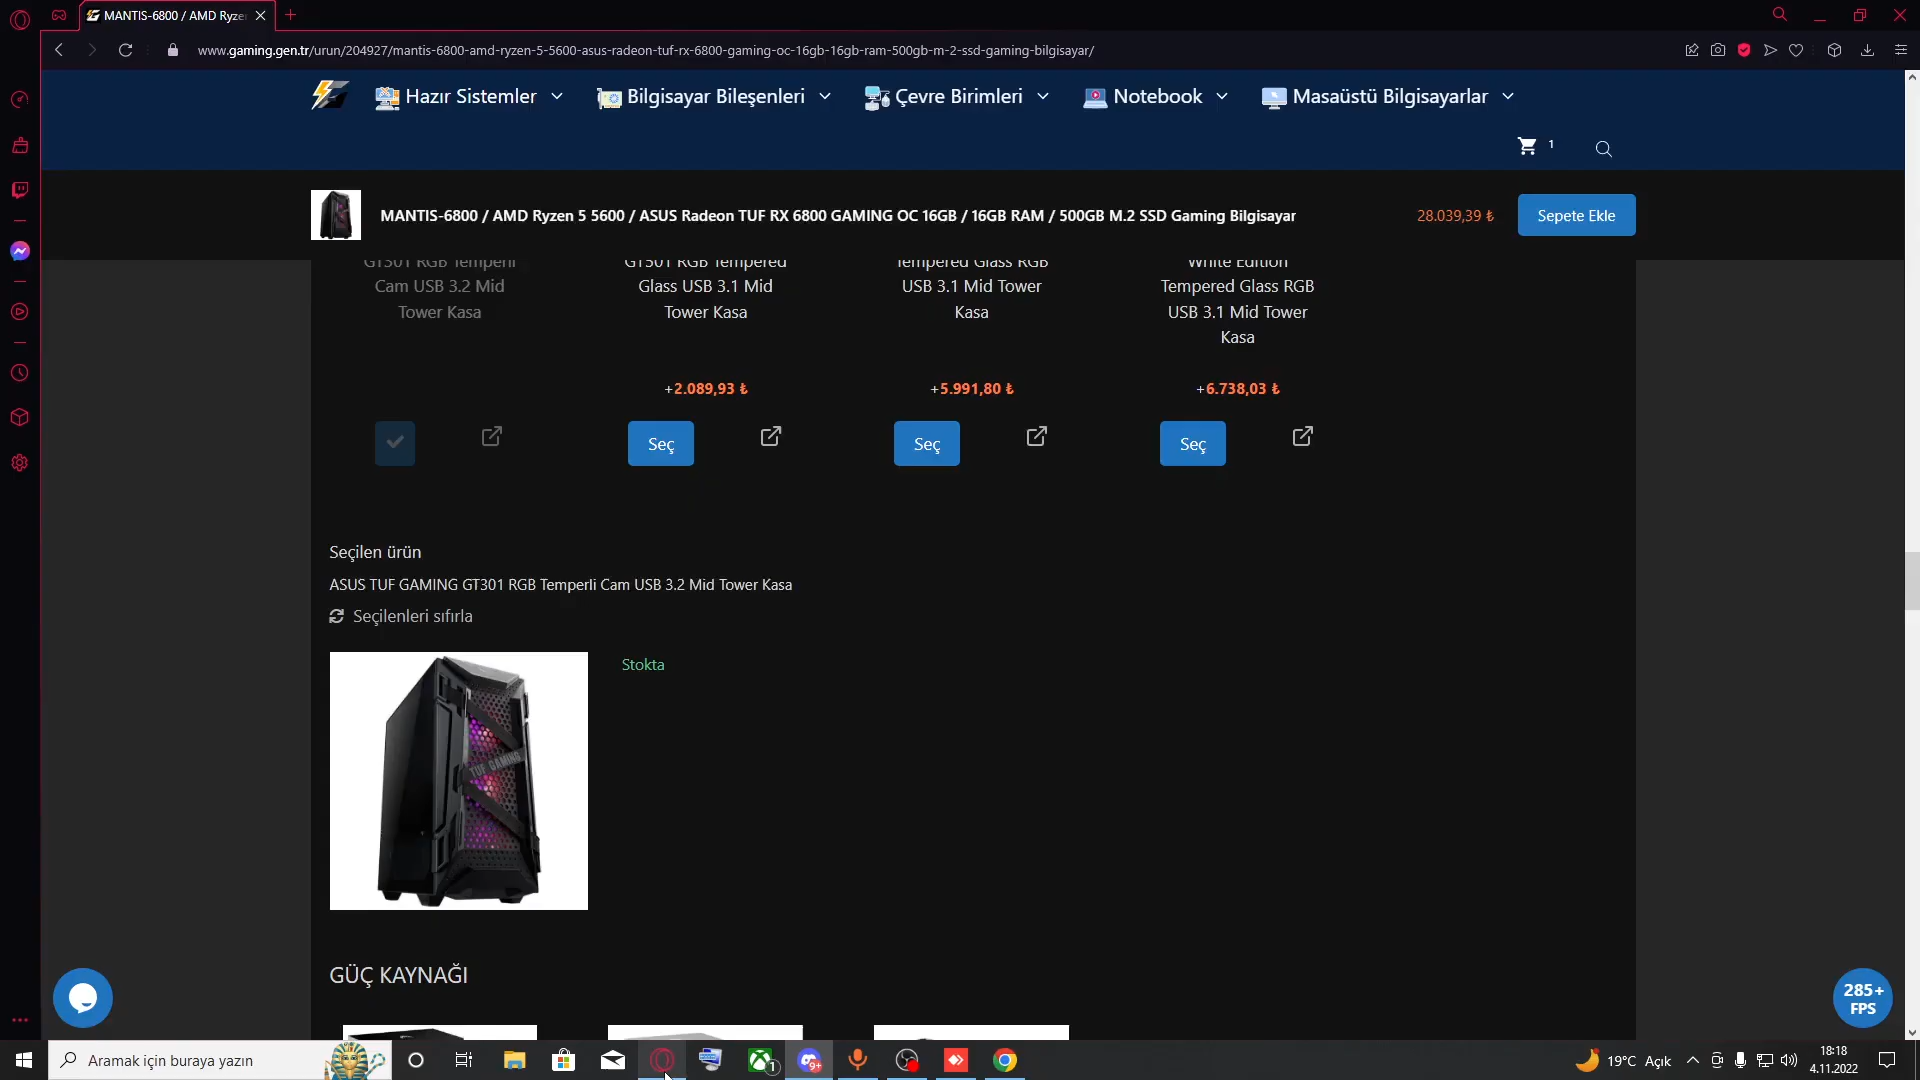 MANTIS-6800 / AMD Ryze
www.gaming.gen.tr/urun/204927/mantis-6800-amd-ryzen-5-5600-asus-radeon-tuf-rx-6800-gaming-oc-16gb-16gb-ram-500gb-m-2-ssd-gaming-bilgisayar/
Hazır Sistemler
Bilgisayar Bileşenleri
Çevre Birimleri
Notebook
Masaüstü Bilgisayarlar
1
MANTIS-6800 / AMD Ryzen 5 5600 / ASUS Radeon TUF RX 6800 GAMING OC 16GB / 16GB RAM / 500GB M.2 SSD Gaming Bilgisayar
28.039,39 ₺
Sepete Ekle
GT301 RGB Temperli
Cam USB 3.2 Mid
Tower Kasa
GT501 RGB Tempered
Glass USB 3.1 Mid
Tower Kasa
Tempered Glass RGB
USB 3.1 Mid Tower
Kasa
White Edition
Tempered Glass RGB
USB 3.1 Mid Tower
Kasa
+2.089,93 ₺
+5.991,80 ₺
+6.738,03 ₺
Seç
Seç
Seç
Seçilen ürün
ASUS TUF GAMING GT301 RGB Temperli Cam USB 3.2 Mid Tower Kasa
Seçilenleri sıfırla
Stokta
TUF GAMING
GÜÇ KAYNAĞI
285+
FPS
Aramak için buraya yazın
1
9+
19°C Açık
18:18
4.11.2022